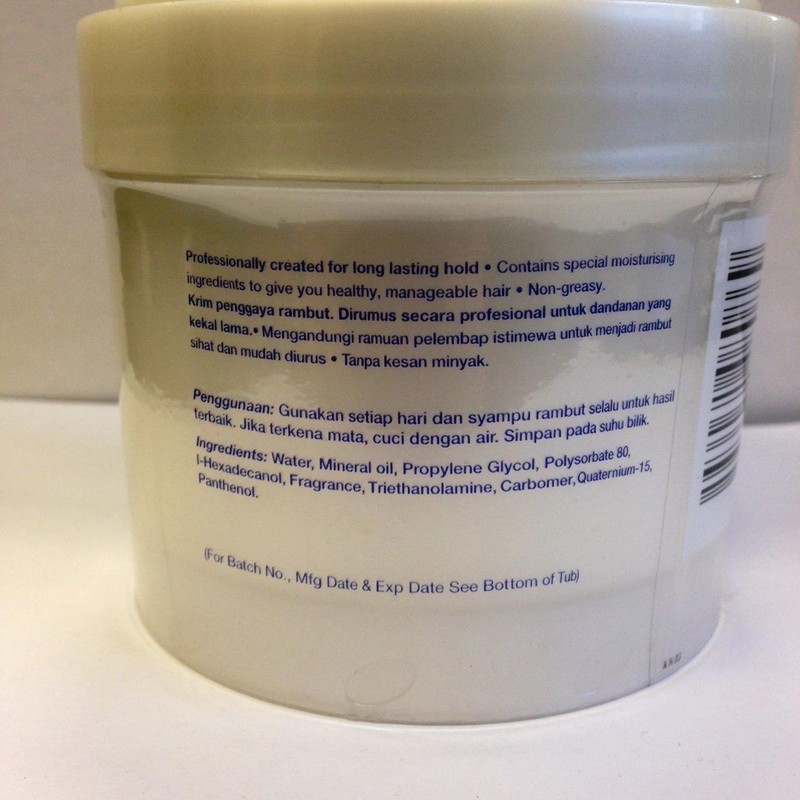 Professionally created for long lasting hold • Contains special moisturising
ingredients to give you healthy, manageable hair • Non-greasy.
Krim penggaya rambut. Dirumus secara profesional untuk dandanan yang
kekal lama.• Mengandungi ramuan pelembap istimewa untuk menjadi rambut
sihat dan mudah diurus • Tanpa kesan minyak.
Penggunaan: Gunakan setiap hari dan syampu rambut selalu untuk hasil
terbaik. Jika terkena mata, cuci dengan air. Simpan pada suhu bilik.
Ingredients: Water, Mineral oil, Propylene Glycol, Polysorbate 80,
I-Hexadecanol, Fragrance, Triethanolamine, Carbomer, Quaternium-15,
Panthenol.
(For Batch No., Mfg Date & Exp Date See Bottom of Tub)